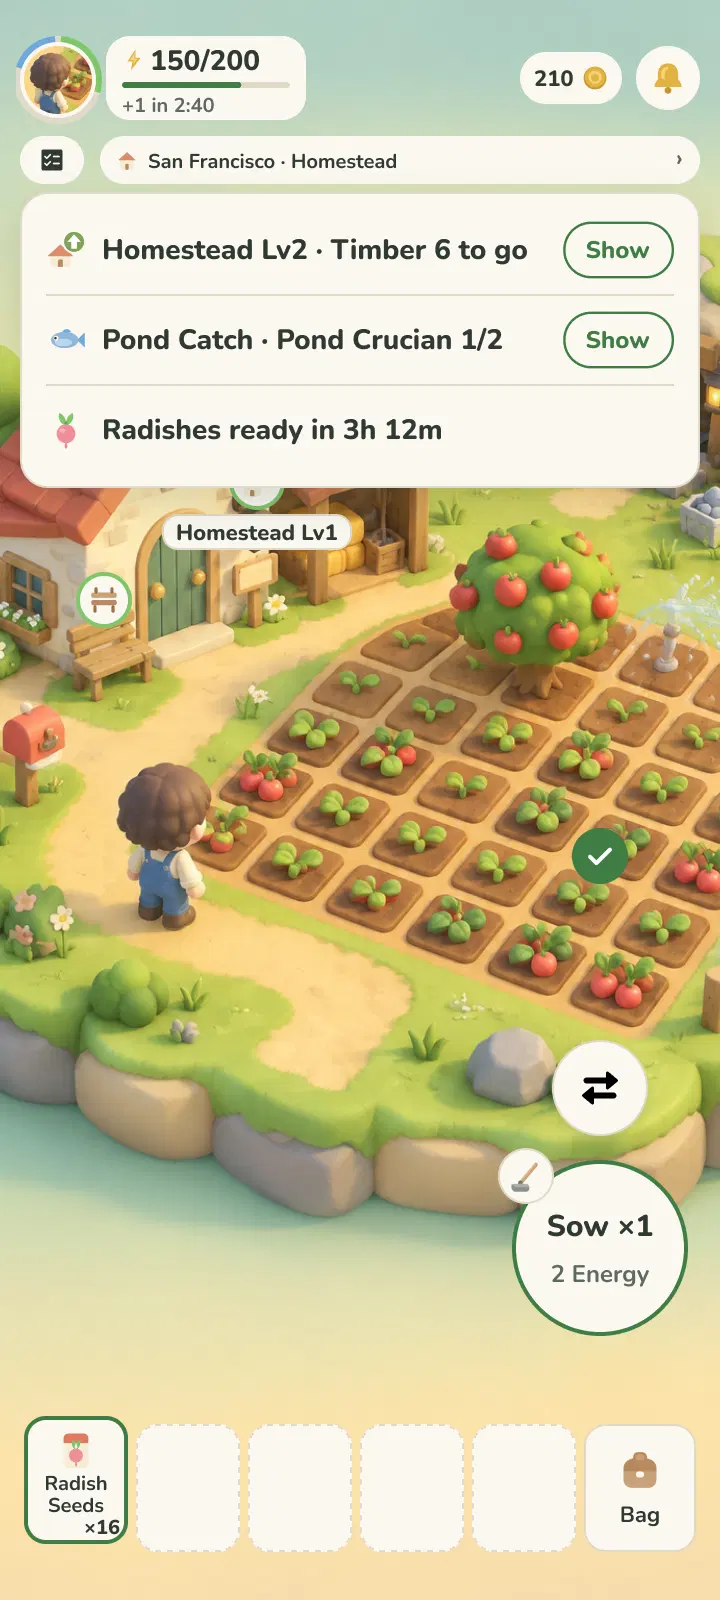 150/200
+1 in 2:40
210
San Francisco · Homestead
Homestead Lv2 · Timber 6 to go
Show
Pond Catch · Pond Crucian 1/2
Show
Radishes ready in 3h 12m
Homestead Lv1
Sow ×1
2 Energy
Radish
Seeds
×16
Bag